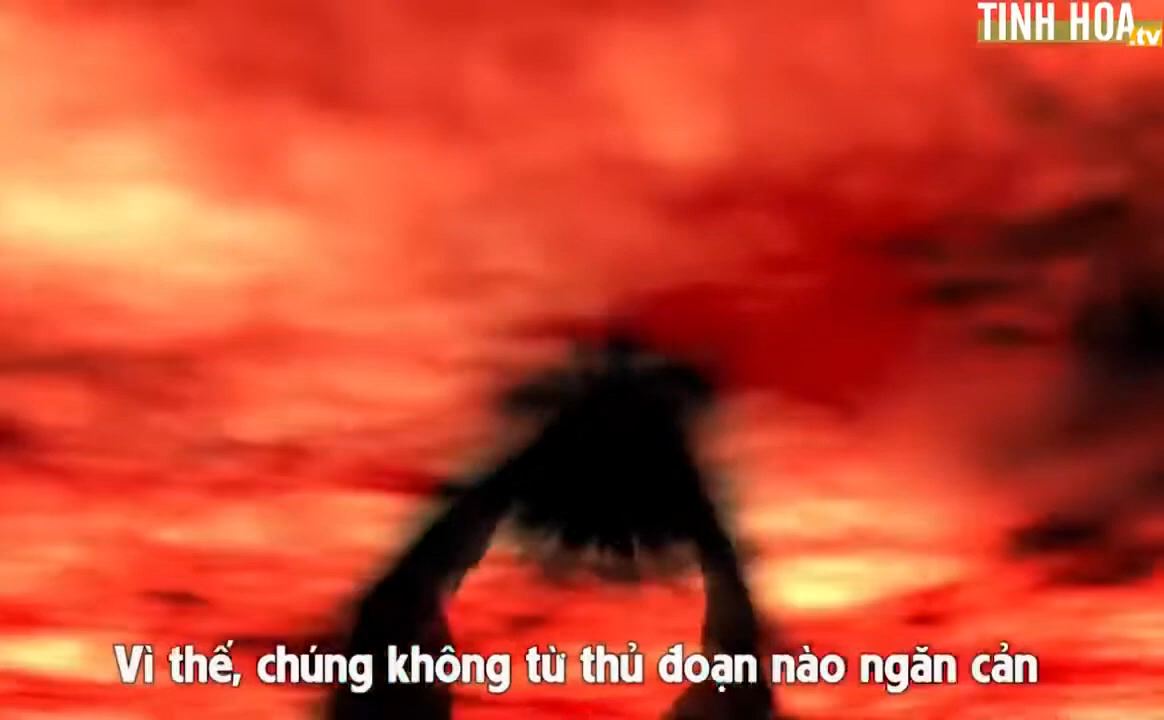 TINH HOA
.tv
Vì thế, chúng không từ thủ đoạn nào ngăn cản